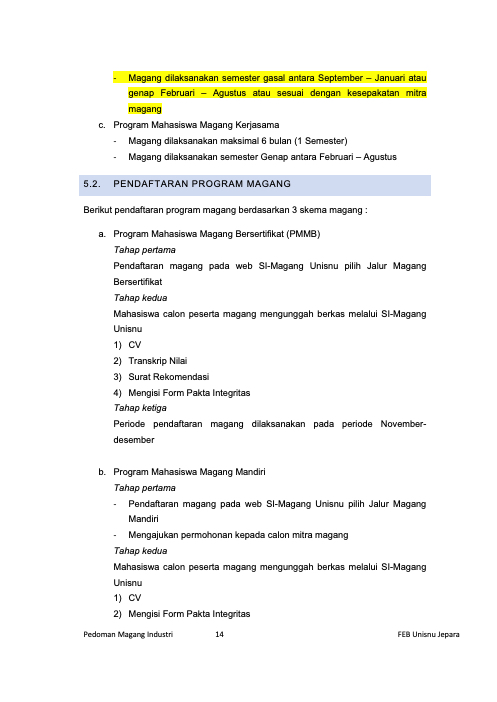 - Magang dilaksanakan semester gasal antara September – Januari atau
genap Februari – Agustus atau sesuai dengan kesepakatan mitra
magang
c. Program Mahasiswa Magang Kerjasama
- Magang dilaksanakan maksimal 6 bulan (1 Semester)
- Magang dilaksanakan semester Genap antara Februari – Agustus
5.2. PENDAFTARAN PROGRAM MAGANG
Berikut pendaftaran program magang berdasarkan 3 skema magang :
a. Program Mahasiswa Magang Bersertifikat (PMMB)
Tahap pertama
Pendaftaran magang pada web SI-Magang Unisnu pilih Jalur Magang
Bersertifikat
Tahap kedua
Mahasiswa calon peserta magang mengunggah berkas melalui SI-Magang
Unisnu
1) CV
2) Transkrip Nilai
3) Surat Rekomendasi
4) Mengisi Form Pakta Integritas
Tahap ketiga
Periode pendaftaran magang dilaksanakan pada periode November-
desember
b. Program Mahasiswa Magang Mandiri
Tahap pertama
- Pendaftaran magang pada web SI-Magang Unisnu pilih Jalur Magang
Mandiri
- Mengajukan permohonan kepada calon mitra magang
Tahap kedua
Mahasiswa calon peserta magang mengunggah berkas melalui SI-Magang
Unisnu
1) CV
2) Mengisi Form Pakta Integritas
Pedoman Magang Industri 14 FEB Unisnu Jepara